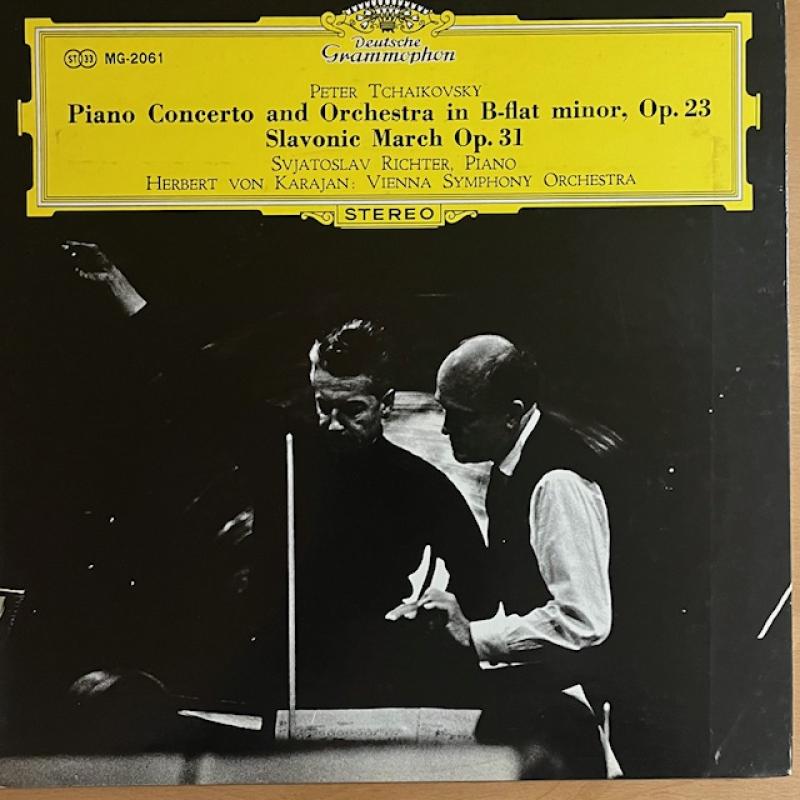 Deutsche
Grammophon
ST 33 MG-2061
Peter Tchaikovsky
Piano Concerto and Orchestra in B-flat minor, Op. 23
Slavonic March Op. 31
Svjatoslav Richter, Piano
Herbert von Karajan: Vienna Symphony Orchestra
STEREO